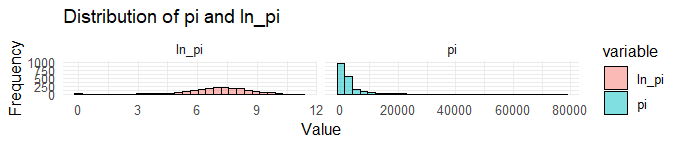 Distribution of pi and ln_pi
ln_pi
pi
Frequency
1000
750
500
250
0
0
3
6
9
12
0
20000
40000
60000
80000
Value
variable
ln_pi
pi